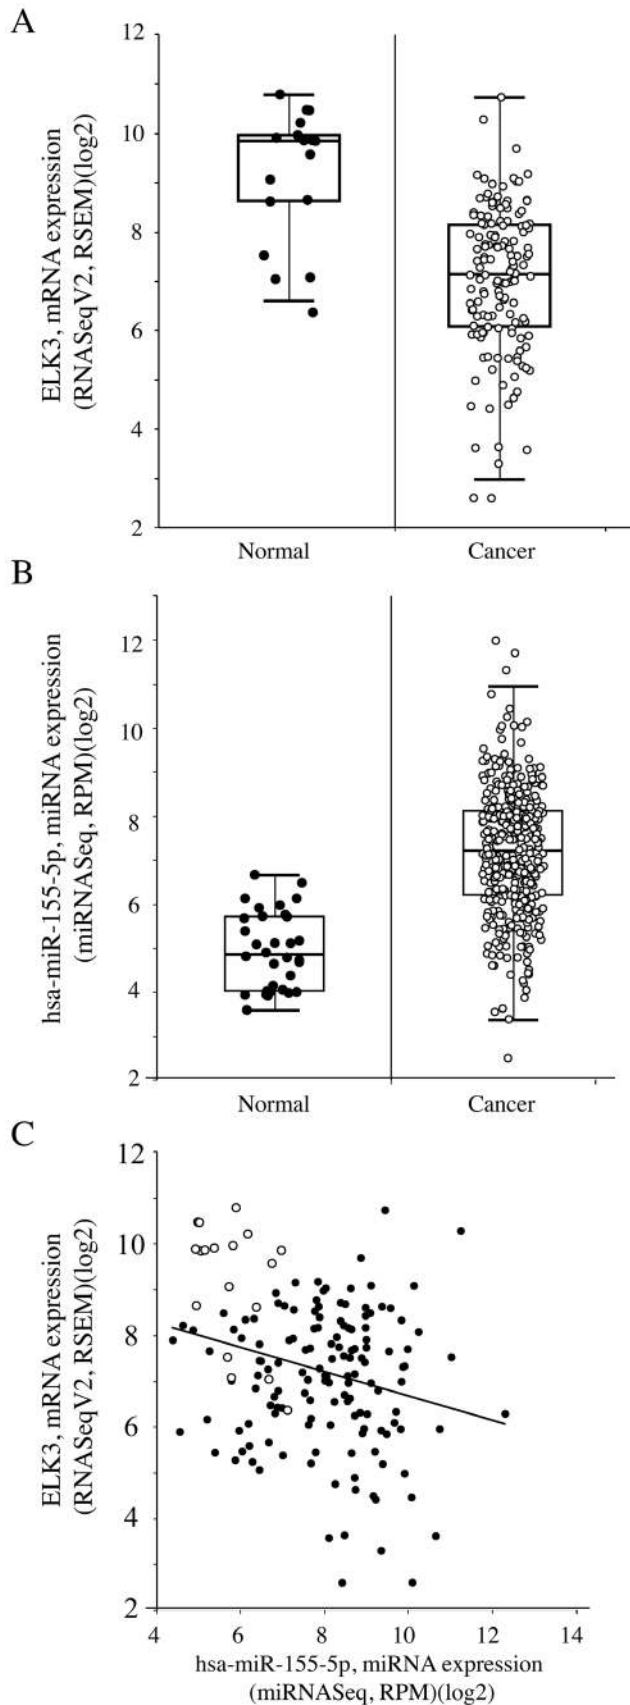 A
ELK3, mRNA expression
(RNASeqV2, RSEM)(log2)
12
10
8
6
4
2
Normal
Cancer
B
hsa-miR-155-5p, miRNA expression
(miRNASeq, RPM)(log2)
12
10
8
6
4
2
Normal
Cancer
C
ELK3, mRNA expression
(RNASeqV2, RSEM)(log2)
12
10
8
6
4
2
4
6
8
10
12
14
hsa-miR-155-5p, miRNA expression
(miRNASeq, RPM)(log2)